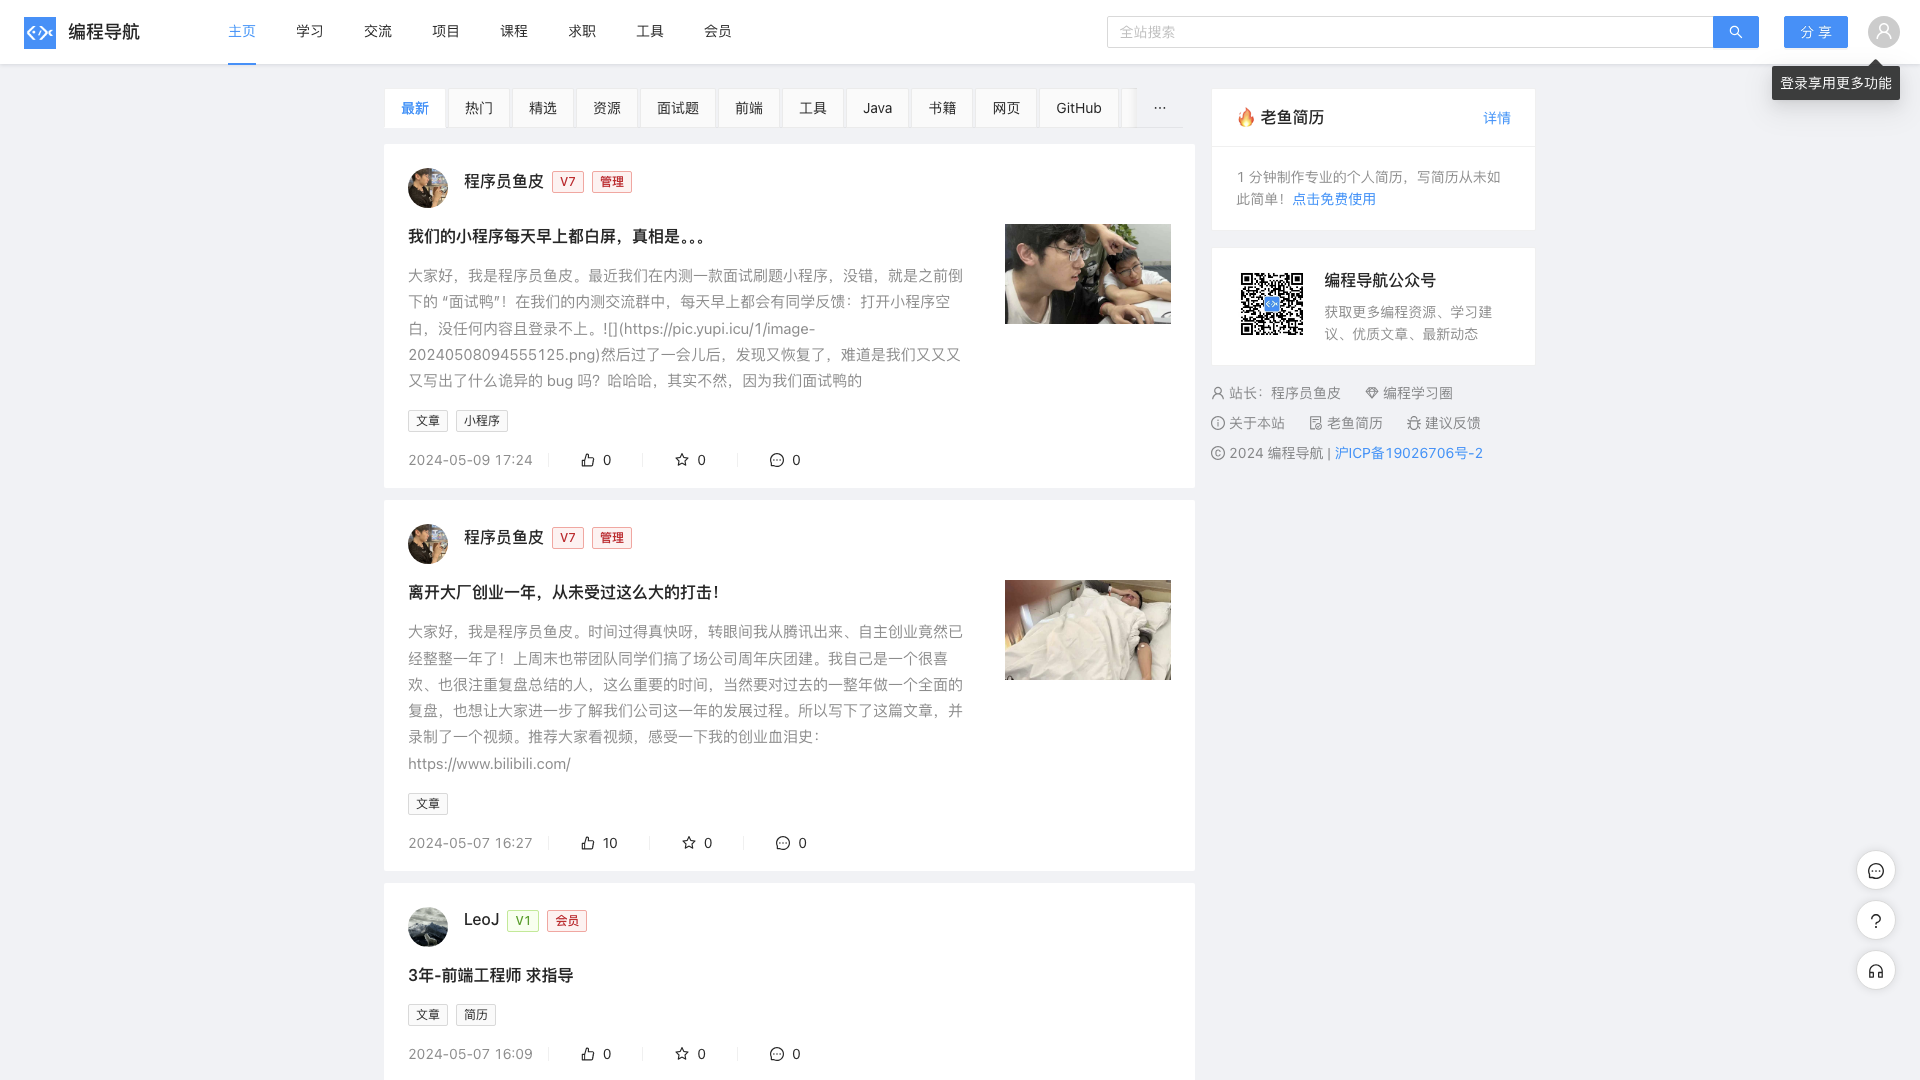 编程导航
主页 学习 交流 项目 课程 求职 工具 会员
全站搜索
分 享
登录享用更多功能
最新 热门 精选 资源 面试题 前端 工具 Java 书籍 网页 GitHub ···
程序员鱼皮 V7 管理
我们的小程序每天早上都白屏，真相是。。。
大家好，我是程序员鱼皮。最近我们在内测一款面试刷题小程序，没错，就是之前倒
下的 “面试鸭”！在我们的内测交流群中，每天早上都会有同学反馈：打开小程序空
白，没任何内容且登录不上。![](https://pic.yupi.icu/1/image-
20240508094555125.png)然后过了一会儿后，发现又恢复了，难道是我们又又又
又写出了什么诡异的 bug 吗？哈哈哈，其实不然，因为我们面试鸭的
文章 小程序
2024-05-09 17:24 0 0 0
程序员鱼皮 V7 管理
离开大厂创业一年，从未受过这么大的打击！
大家好，我是程序员鱼皮。时间过得真快呀，转眼间我从腾讯出来、自主创业竟然已
经整整一年了！上周末也带团队同学们搞了场公司周年庆团建。我自己是一个很喜
欢、也很注重复盘总结的人，这么重要的时间，当然要对过去的一整年做一个全面的
复盘，也想让大家进一步了解我们公司这一年的发展过程。所以写下了这篇文章，并
录制了一个视频。推荐大家看视频，感受一下我的创业血泪史：
https://www.bilibili.com/
文章
2024-05-07 16:27 10 0 0
LeoJ V1 会员
3年-前端工程师 求指导
文章 简历
2024-05-07 16:09 0 0 0
老鱼简历 详情
1 分钟制作专业的个人简历，写简历从未如
此简单！点击免费使用
编程导航公众号
获取更多编程资源、学习建
议、优质文章、最新动态
站长：程序员鱼皮 编程学习圈
关于本站 老鱼简历 建议反馈
© 2024 编程导航 | 沪ICP备19026706号-2